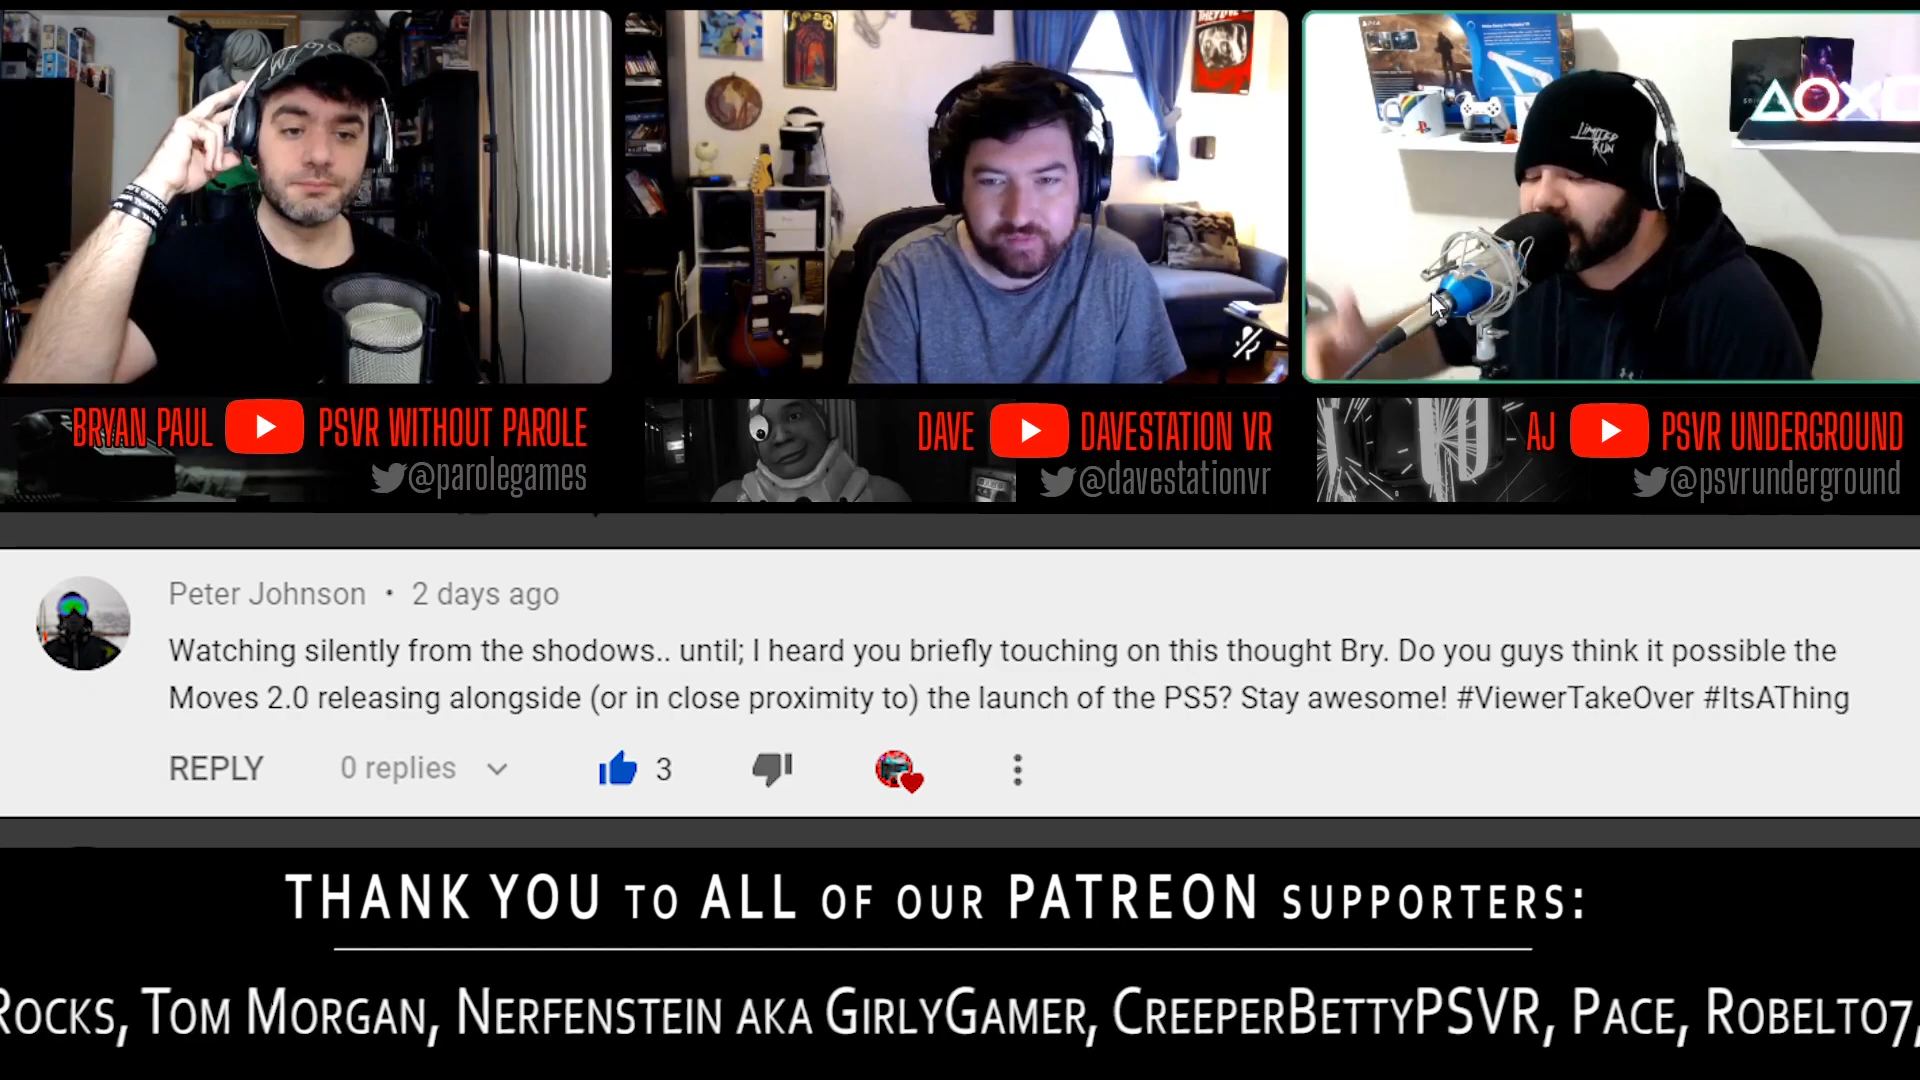 LIMITED
RUN
BRYAN PAUL PSVR WITHOUT PAROLE
@parolegames
DAVE DAVESTATION VR
@davestationvr
AJ PSVR UNDERGROUND
@psvrunderground
Peter Johnson • 2 days ago
Watching silently from the shodows.. until; I heard you briefly touching on this thought Bry. Do you guys think it possible the
Moves 2.0 releasing alongside (or in close proximity to) the launch of the PS5? Stay awesome! #ViewerTakeOver #ItsAThing
REPLY 0 replies 3
THANK YOU TO ALL OF OUR PATREON SUPPORTERS:
ROCKS, TOM MORGAN, NERFENSTEIN AKA GIRLYGAMER, CREEPERBETTYPSVR, PACE, ROBELTO7,